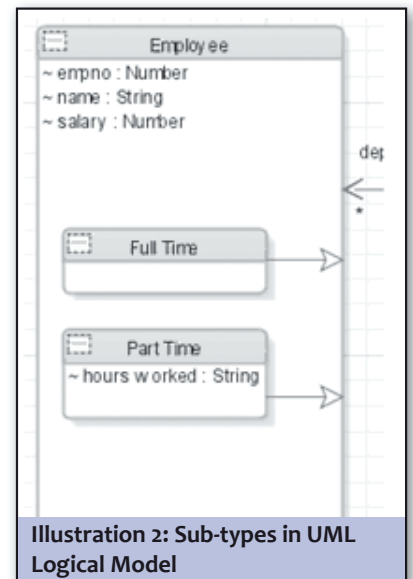 Employee
~ empno : Number
~ name : String
~ salary : Number
dep
*
Full Time
Part Time
~ hours worked : String
Illustration 2: Sub-types in UML
Logical Model